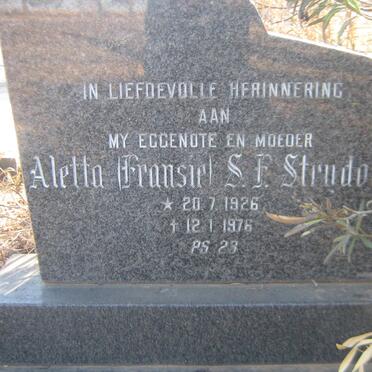 IN LIEFDEVOLLE HERINNERING
AAN
MY EGGENOTE EN MOEDER
Aletta (Fransie) S. F. Strydo
★ 20.7.1926
† 12.1.1976
PS 23